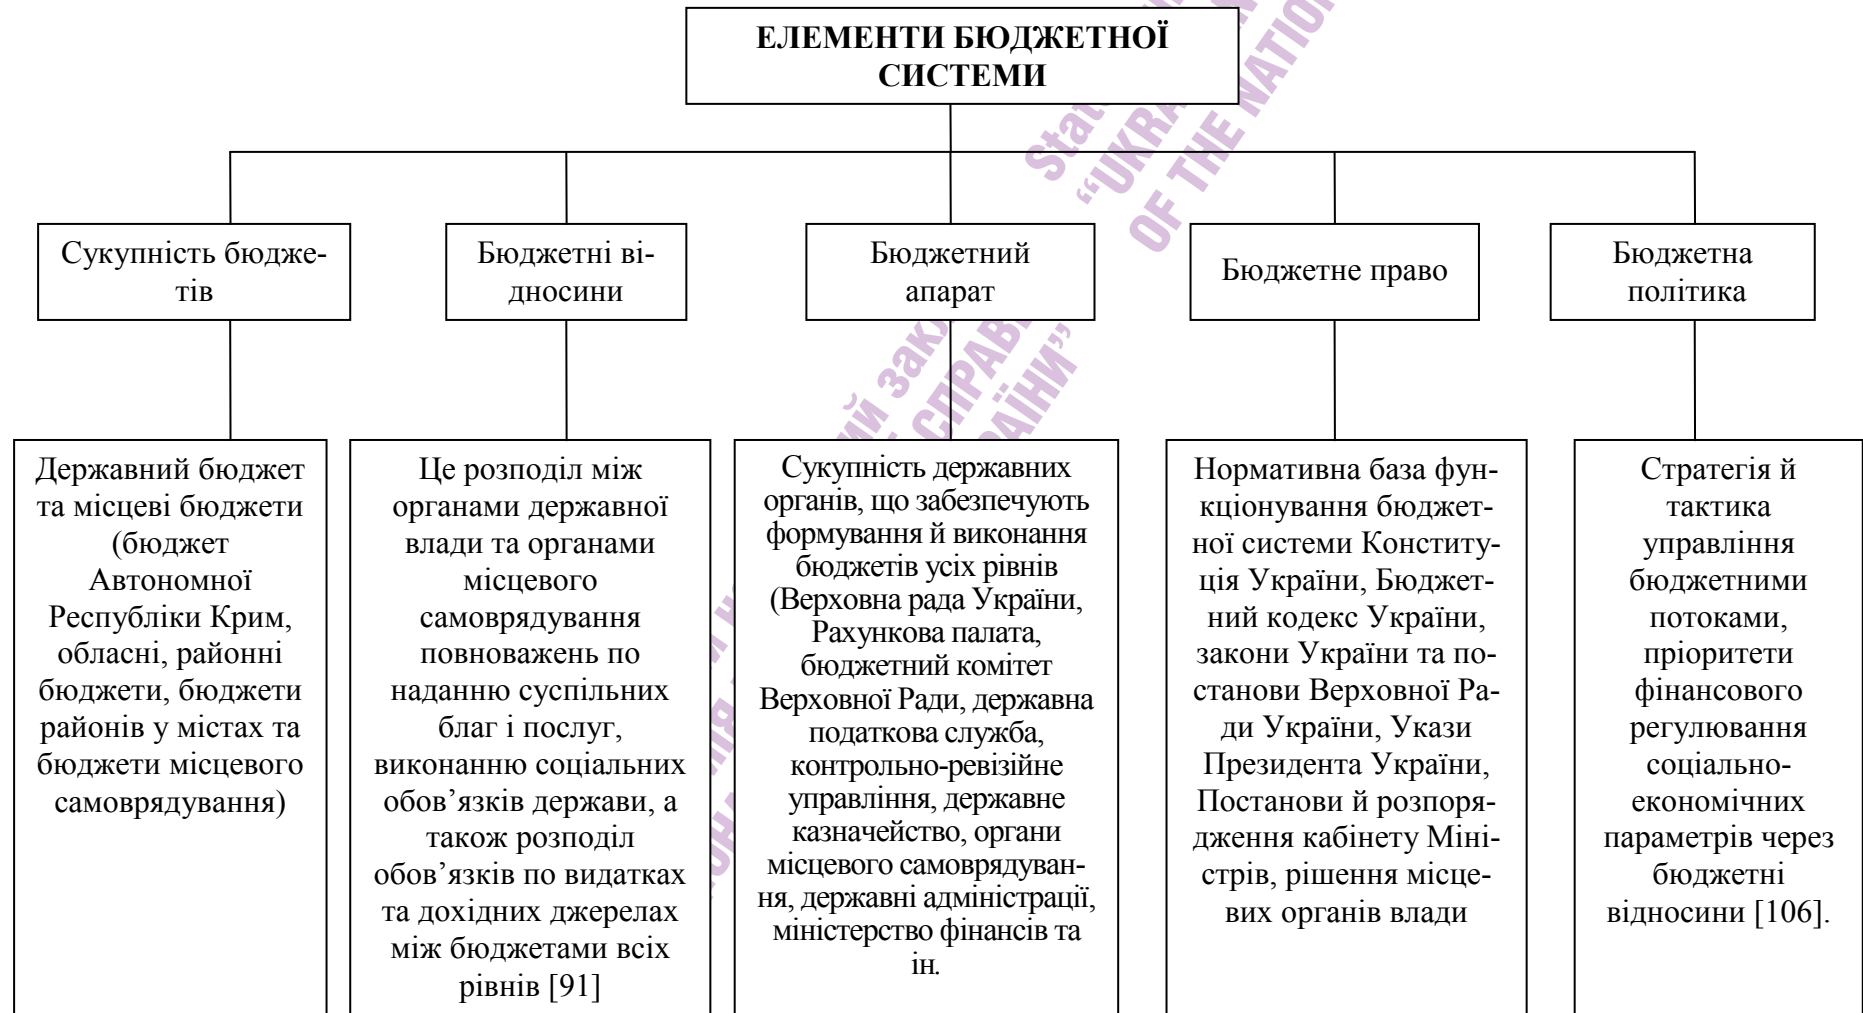 ЕЛЕМЕНТИ БЮДЖЕТНОЇ
СИСТЕМИ
Сукупність бюдже-
тів
Бюджетні ві-
дносини
Бюджетний
апарат
Бюджетне право
Бюджетна
політика
Державний бюджет
та місцеві бюджети
(бюджет
Автономної
Республіки Крим,
обласні, районні
бюджети, бюджети
районів у містах та
бюджети місцевого
самоврядування)
Це розподіл між
органами державної
влади та органами
місцевого
самоврядування
повноважень по
наданню суспільних
благ і послуг,
виконанню соціальних
обов’язків держави, а
також розподіл
обов’язків по видатках
та дохідних джерелах
між бюджетами всіх
рівнів [91]
Сукупність державних
органів, що забезпечують
формування й виконання
бюджетів усіх рівнів
(Верховна рада України,
Рахункова палата,
бюджетний комітет
Верховної Ради, державна
податкова служба,
контрольно-ревізійне
управління, державне
казначейство, органи
місцевого самоврядуван-
ня, державні адміністрації,
міністерство фінансів та
ін.
Нормативна база фун-
кціонування бюджет-
ної системи Конститу-
ція України, Бюджет-
ний кодекс України,
закони України та по-
станови Верховної Ра-
ди України, Укази
Президента України,
Постанови й розпоря-
дження кабінету Міні-
стрів, рішення місце-
вих органів влади
Стратегія й
тактика
управління
бюджетними
потоками,
пріоритети
фінансового
регулювання
соціально-
економічних
параметрів через
бюджетні
відносини [106].
OF THE